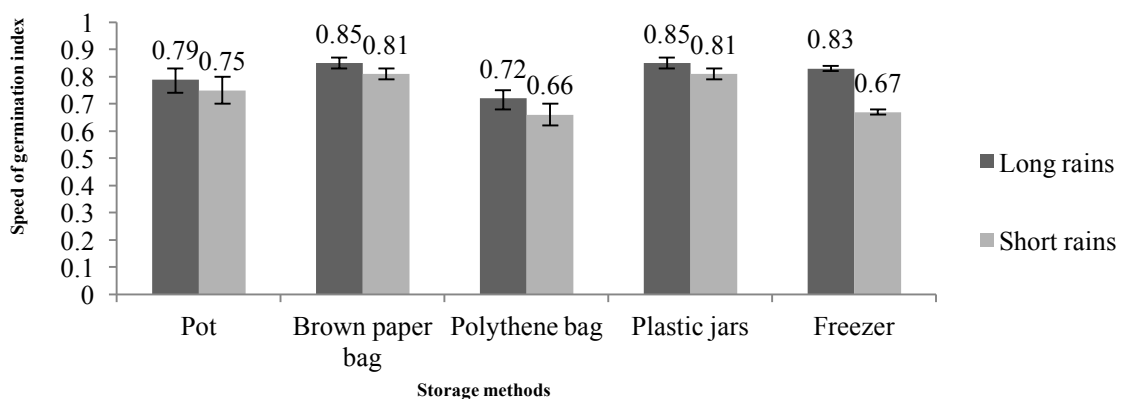 Speed of germination index
1
0.9
0.8
0.7
0.6
0.5
0.4
0.3
0.2
0.1
0
0.79
0.75
0.85
0.81
0.72
0.66
0.85
0.81
0.83
0.67
Pot
Brown paper
bag
Polythene bag
Plastic jars
Freezer
Storage methods
Long rains
Short rains